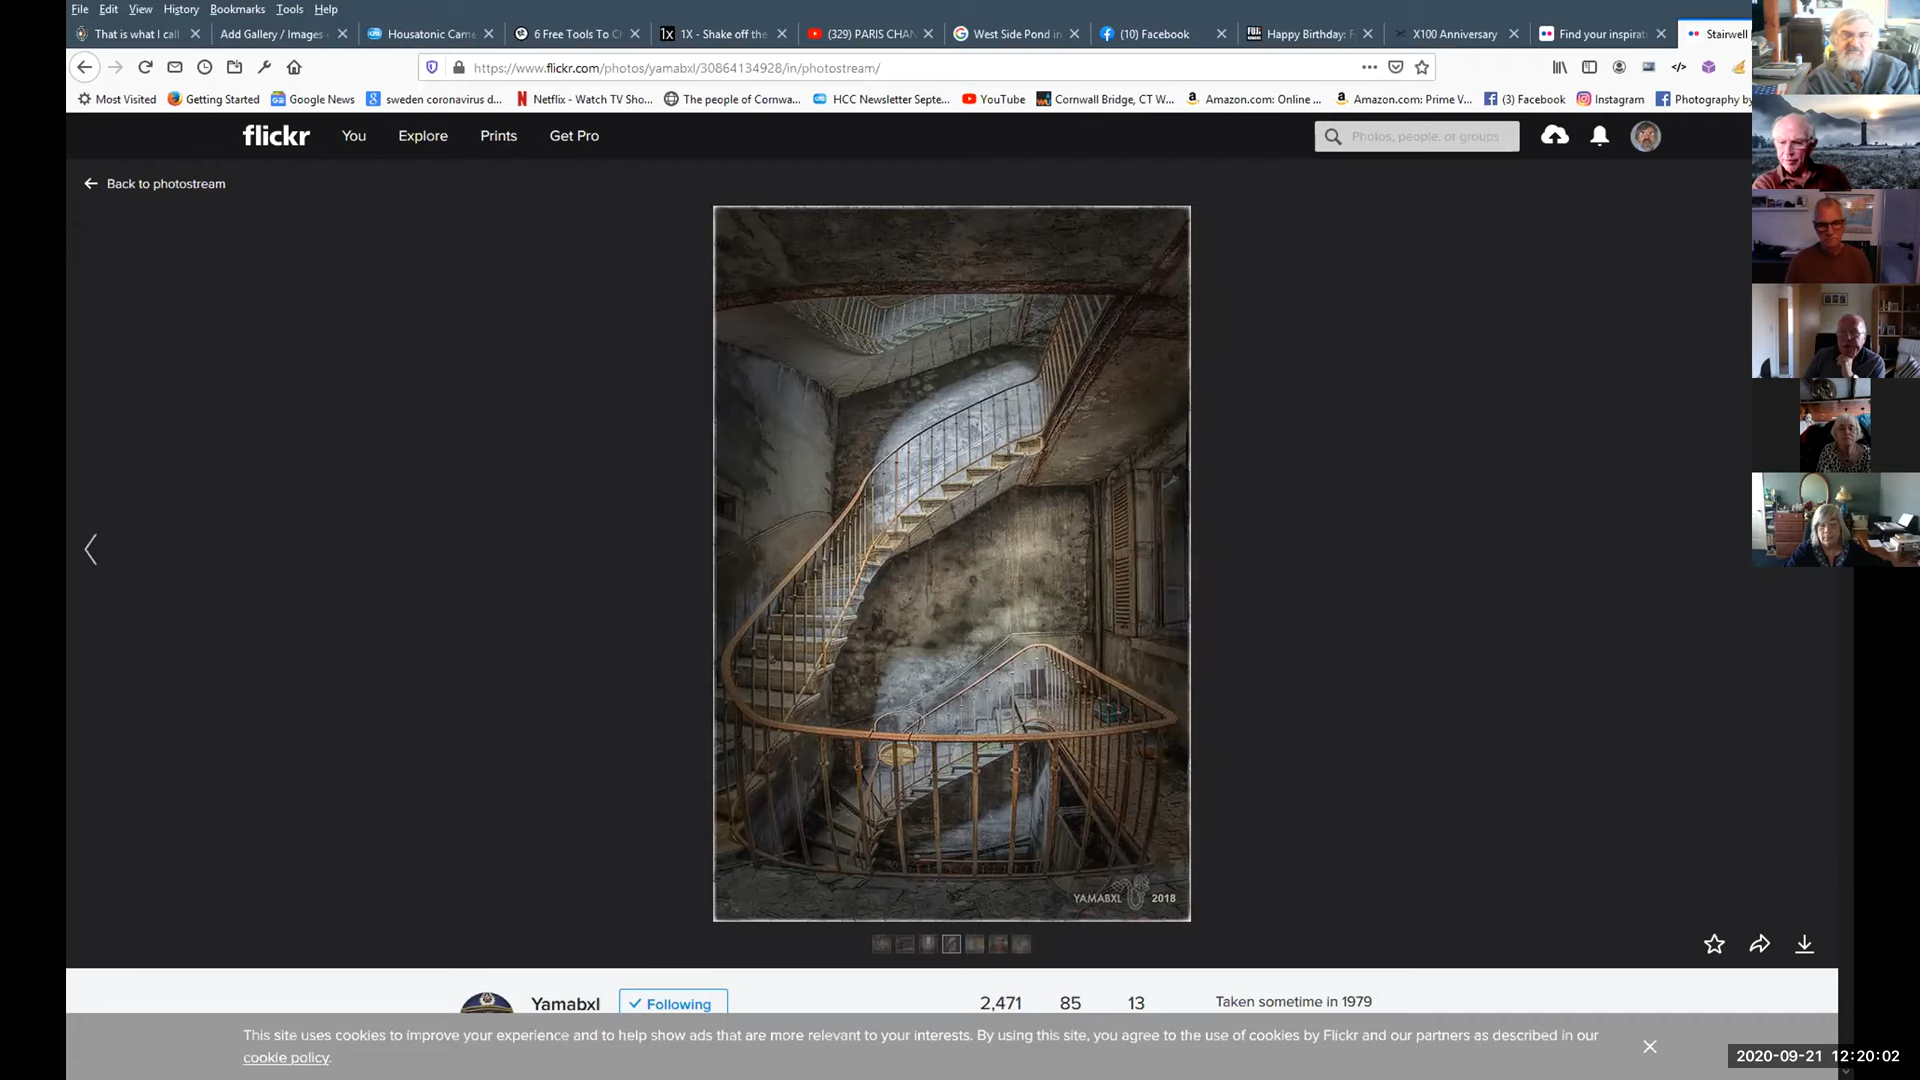 File Edit View History Bookmarks Tools Help
That is what I call
Add Gallery / Images
Housatonic Came
6 Free Tools To C
1X - Shake off the
(329) PARIS CHAN
West Side Pond in
(10) Facebook
Happy Birthday: F
X100 Anniversary
Find your inspirat
Stairwell
https://www.flickr.com/photos/yamabxl/30864134928/in/photostream/
Most Visited
Getting Started
Google News
sweden coronavirus d...
Netflix - Watch TV Sho...
The people of Cornwa...
HCC Newsletter Septe...
YouTube
Cornwall Bridge, CT W...
Amazon.com: Online ...
Amazon.com: Prime V...
(3) Facebook
Instagram
Photography by
flickr You Explore Prints Get Pro
Photos, people, or groups
Back to photostream
YAMABXL 2018
Yamabxl Following 2,471 85 13 Taken sometime in 1979
This site uses cookies to improve your experience and to help show ads that are more relevant to your interests. By using this site, you agree to the use of cookies by Flickr and our partners as described in our
cookie policy.
2020-09-21 12:20:02